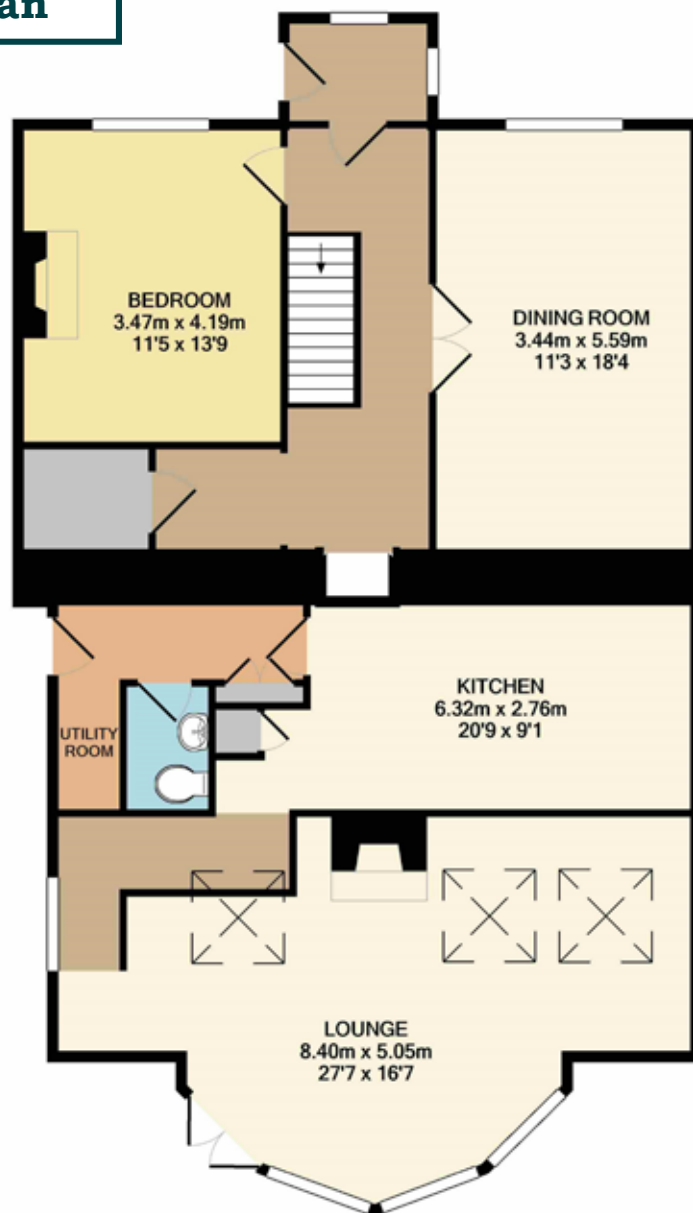 an
BEDROOM
3.47m x 4.19m
11'5 x 13'9
DINING ROOM
3.44m x 5.59m
11'3 x 18'4
KITCHEN
6.32m x 2.76m
20'9 x 9'1
UTILITY
ROOM
LOUNGE
8.40m x 5.05m
27'7 x 16'7